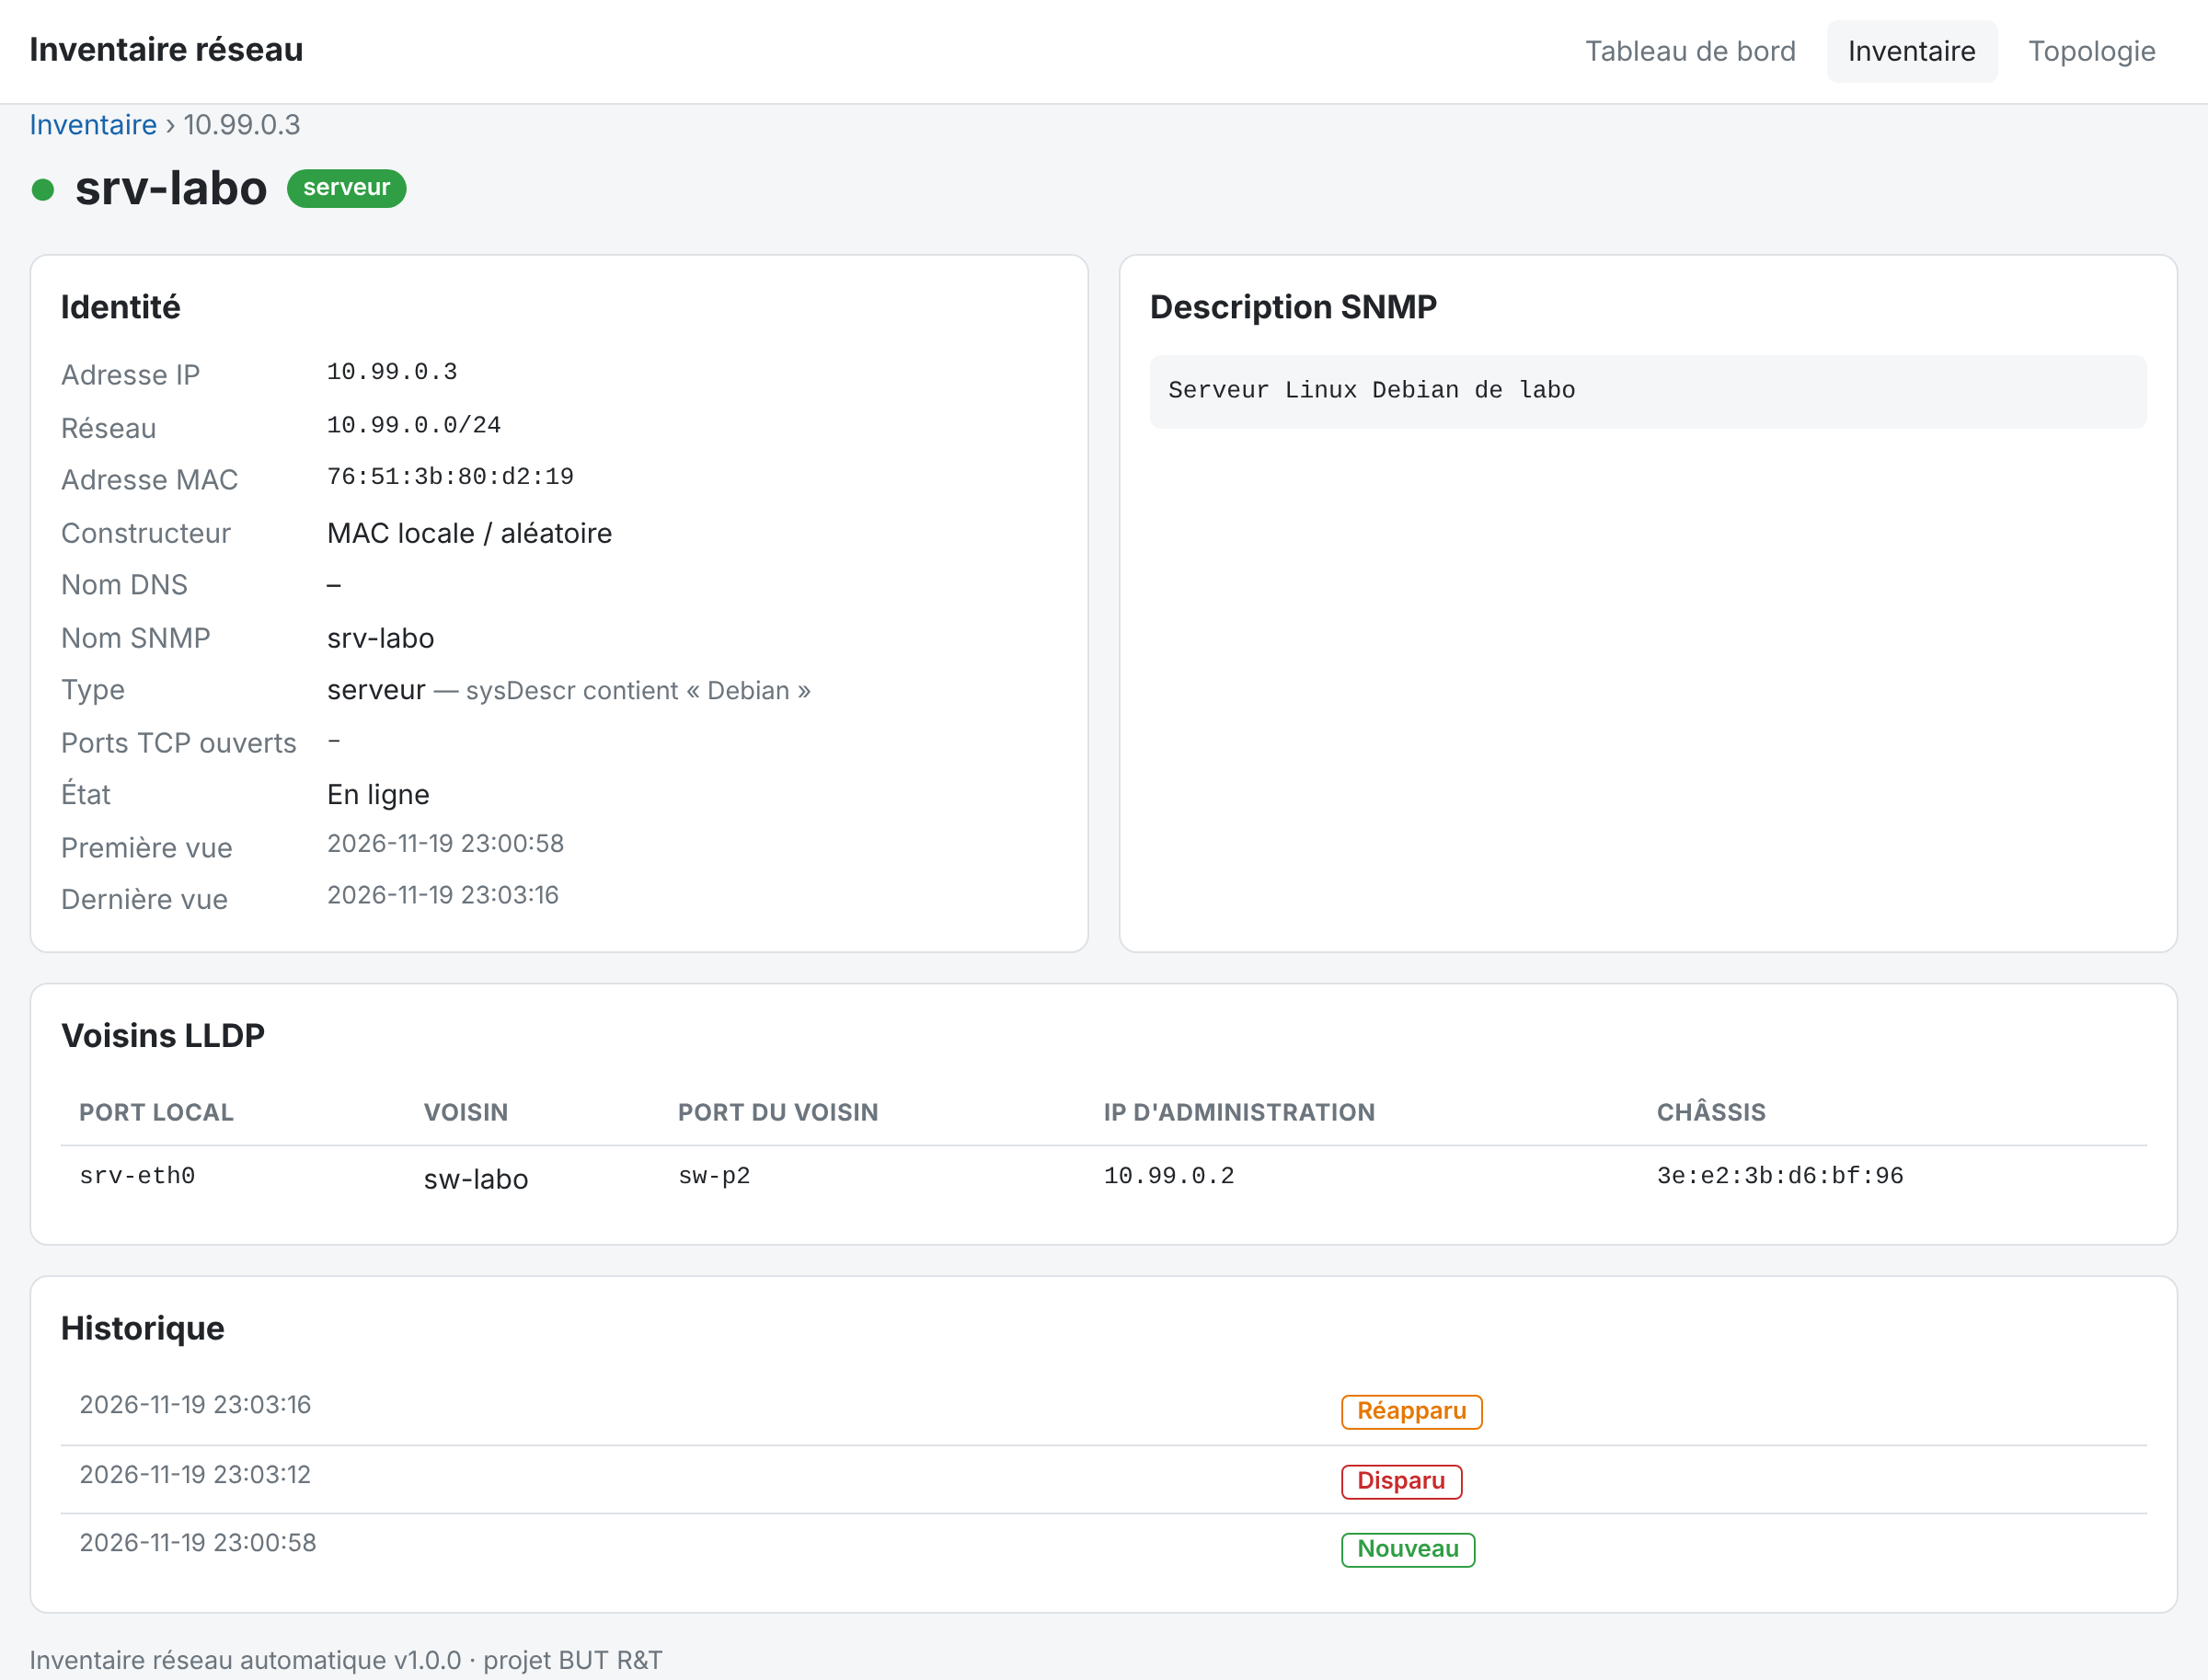 Inventaire réseau
Tableau de bord Inventaire Topologie
Inventaire › 10.99.0.3
srv-labo serveur
Identité
Adresse IP 10.99.0.3
Réseau 10.99.0.0/24
Adresse MAC 76:51:3b:80:d2:19
Constructeur MAC locale / aléatoire
Nom DNS –
Nom SNMP srv-labo
Type serveur — sysDescr contient « Debian »
Ports TCP ouverts –
État En ligne
Première vue 2026-11-19 23:00:58
Dernière vue 2026-11-19 23:03:16
Description SNMP
Serveur Linux Debian de labo
Voisins LLDP
PORT LOCAL VOISIN PORT DU VOISIN IP D'ADMINISTRATION CHÂSSIS
srv-eth0 sw-labo sw-p2 10.99.0.2 3e:e2:3b:d6:bf:96
Historique
2026-11-19 23:03:16 Réapparu
2026-11-19 23:03:12 Disparu
2026-11-19 23:00:58 Nouveau
Inventaire réseau automatique v1.0.0 · projet BUT R&T